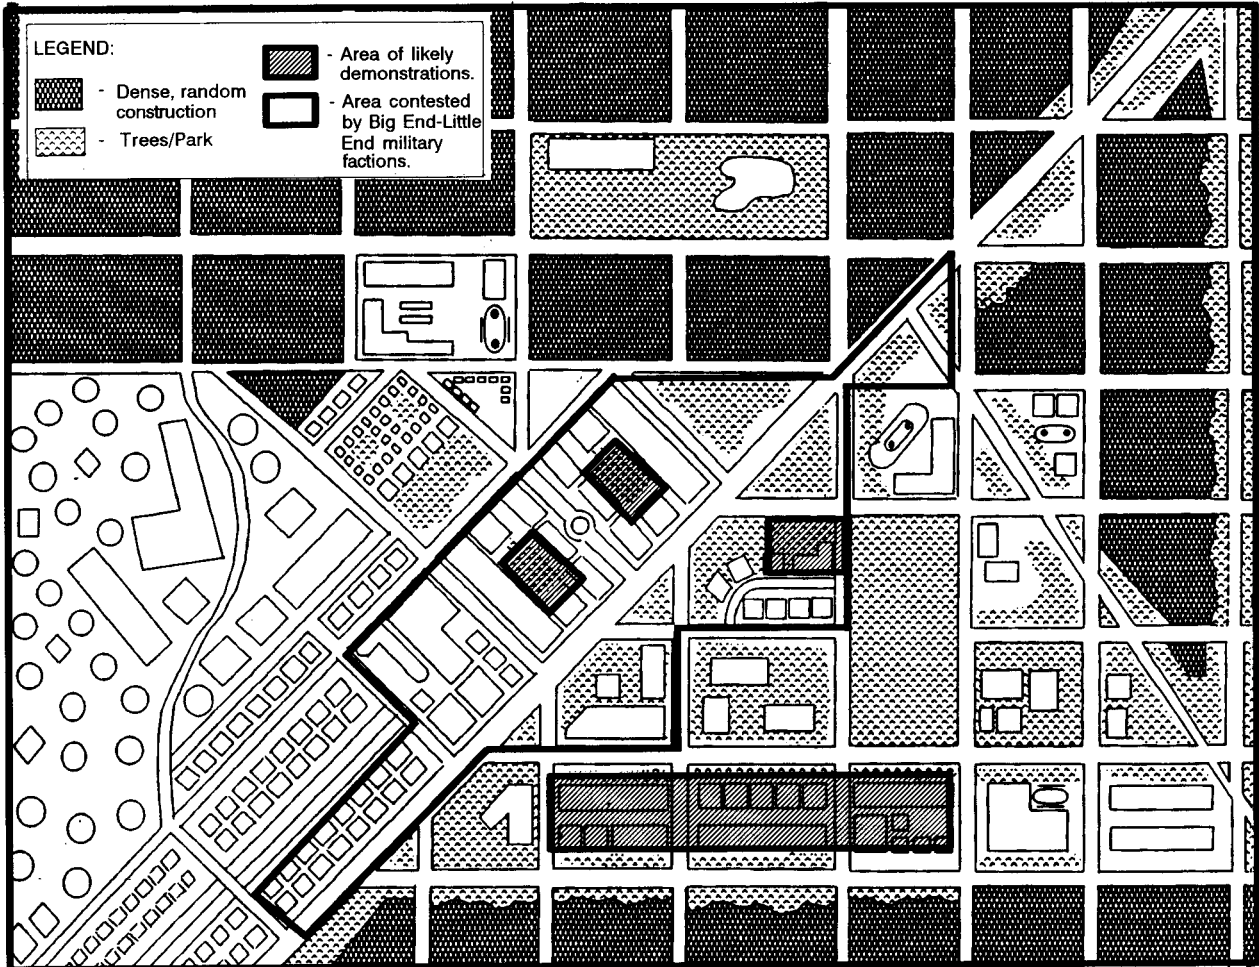 LEGEND:
- Dense, random
construction
- Trees/Park
- Area of likely
demonstrations.
- Area contested
by Big End-Little
End military
factions.